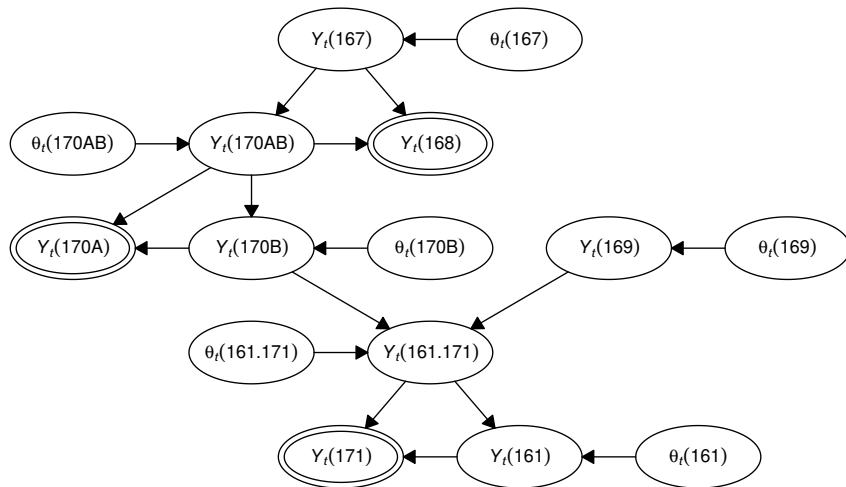 Yt(167)
θt(167)
θt(170AB)
Yt(170AB)
Yt(168)
Yt(170A)
Yt(170B)
θt(170B)
Yt(169)
θt(169)
θt(161.171)
Yt(161.171)
Yt(171)
Yt(161)
θt(161)